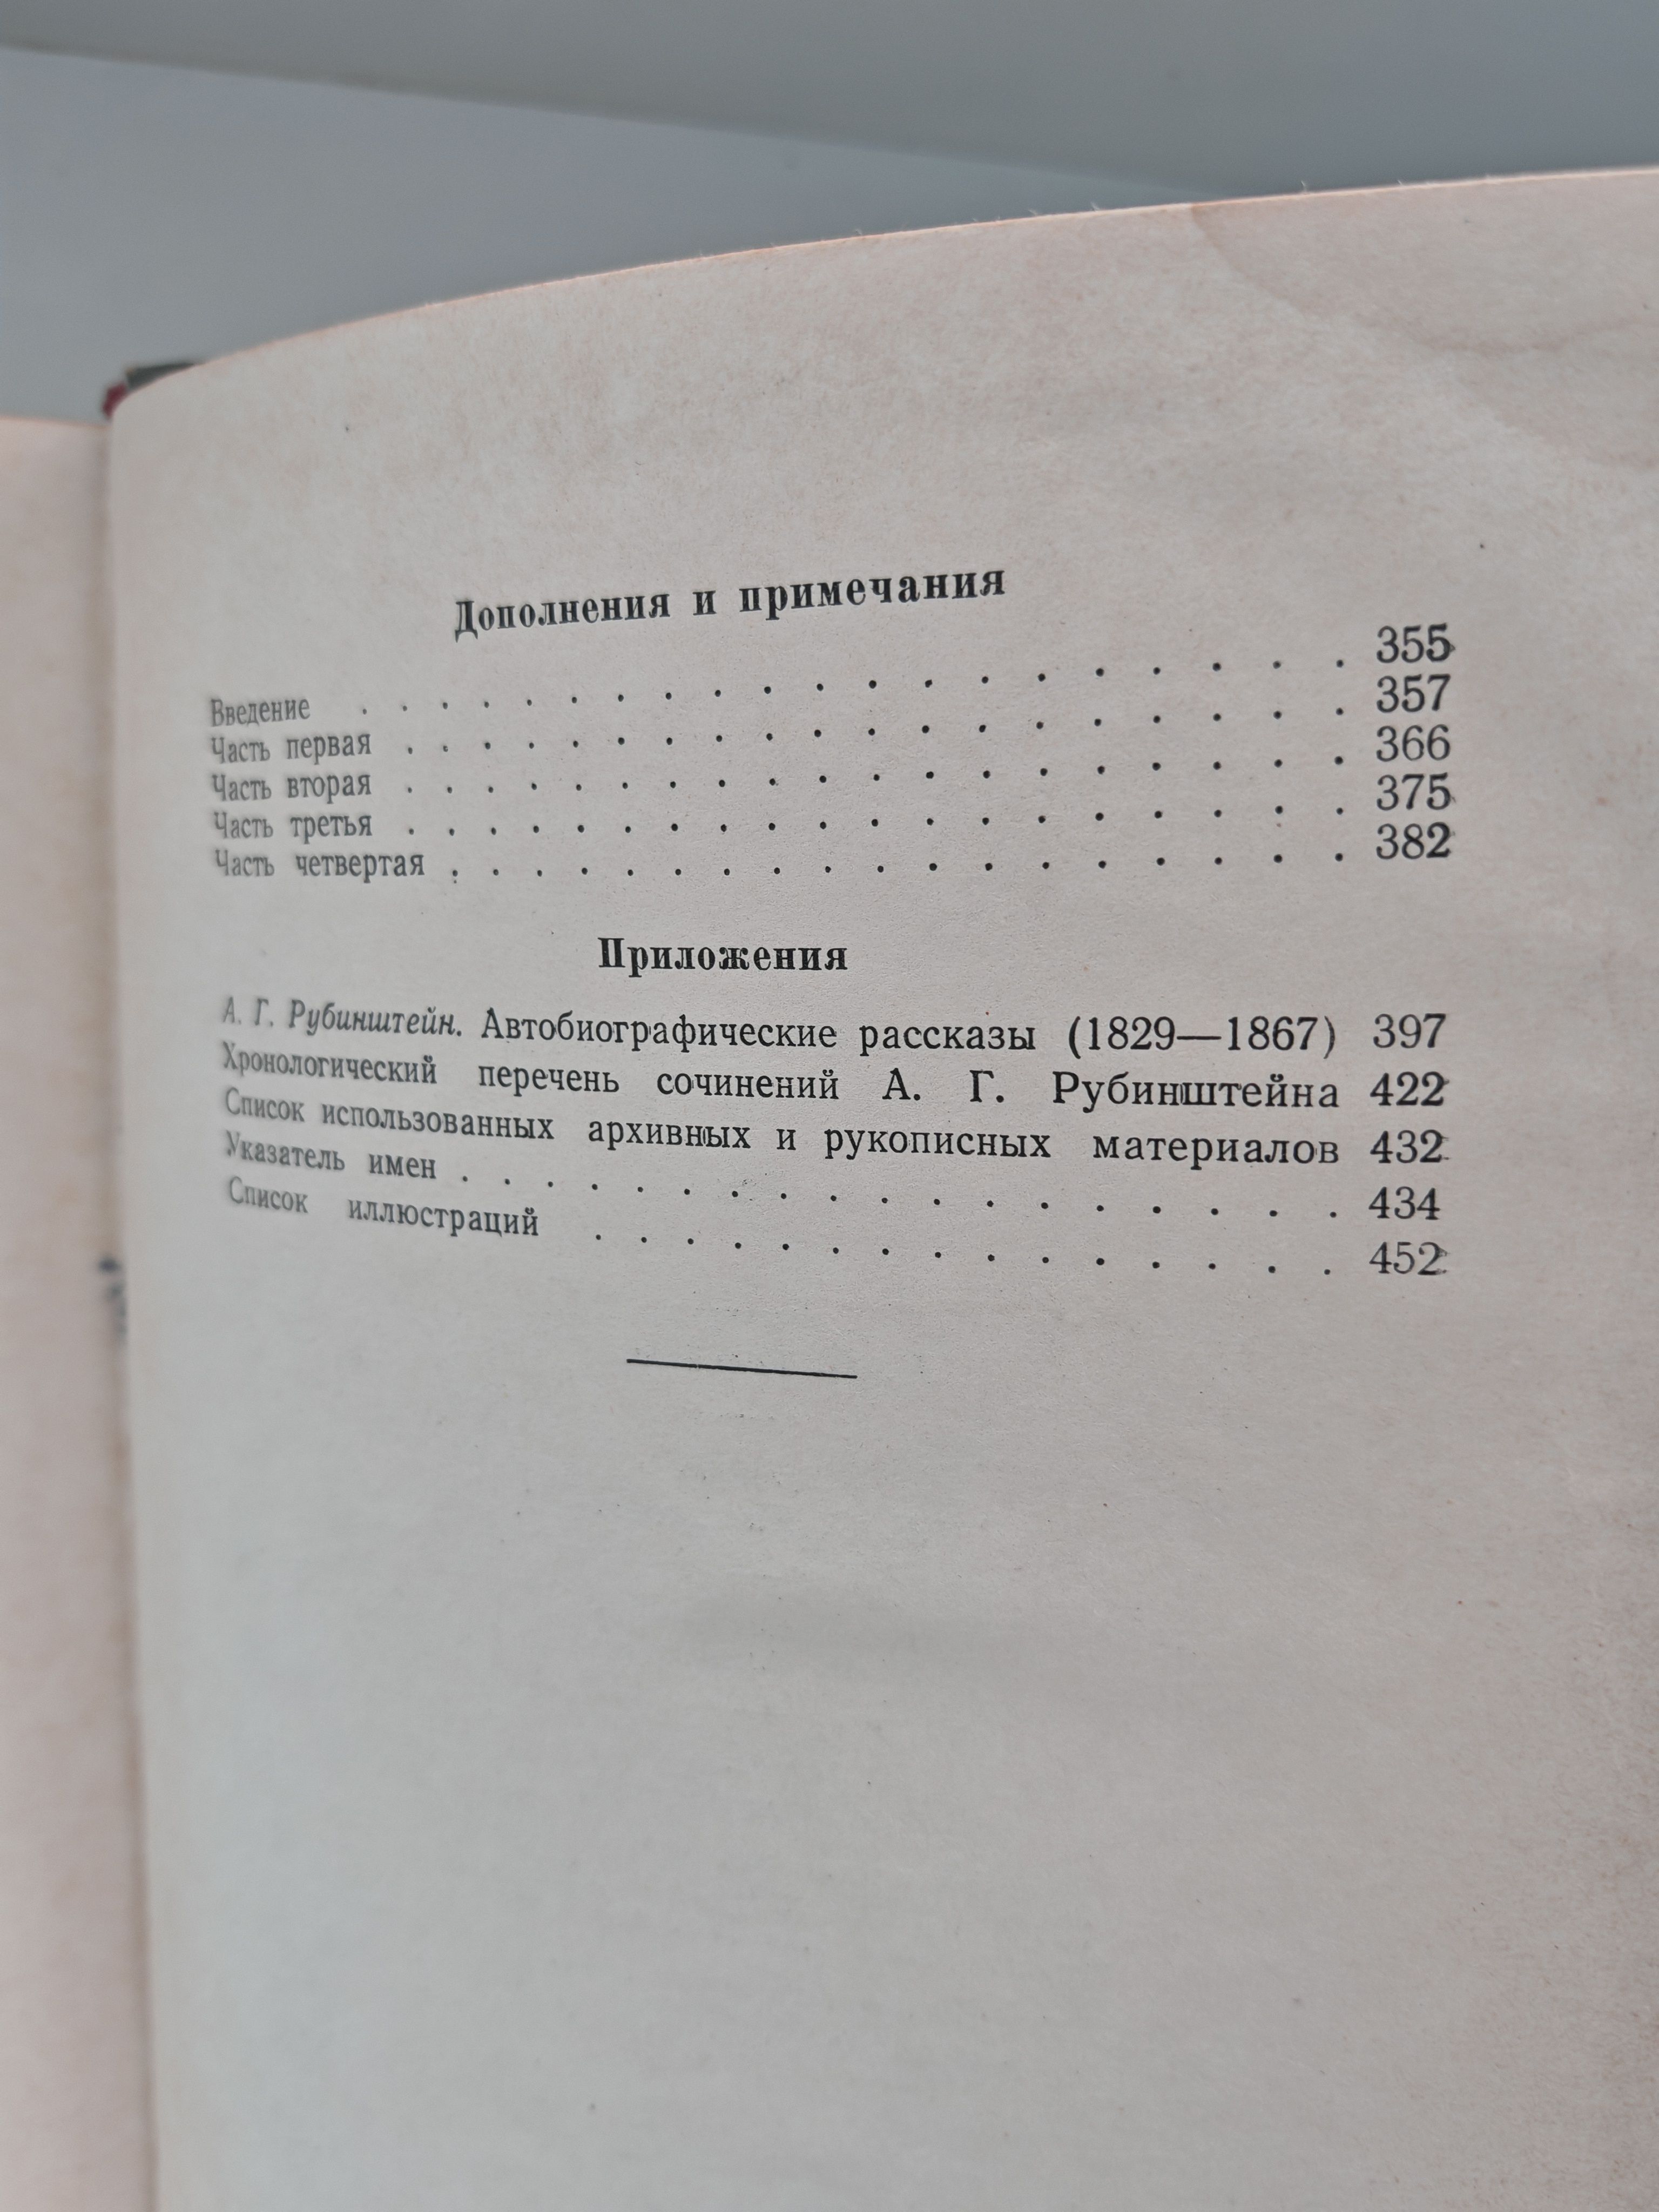 Дополнения и примечания
Введение . . . . . . . . . . . . . . . . . . . 355
Часть первая . . . . . . . . . . . . . . . . . . 357
Часть вторая . . . . . . . . . . . . . . . . . . 366
Часть третья . . . . . . . . . . . . . . . . . . 375
Часть четвертая . . . . . . . . . . . . . . . . . 382
Приложения
А. Г. Рубинштейн. Автобиографические рассказы (1829—1867) 397
Хронологический перечень сочинений А. Г. Рубинштейна 422
Список использованных архивных и рукописных материалов 432
Указатель имен . . . . . . . . . . . . . . . . . 434
Список иллюстраций . . . . . . . . . . . . . . 452